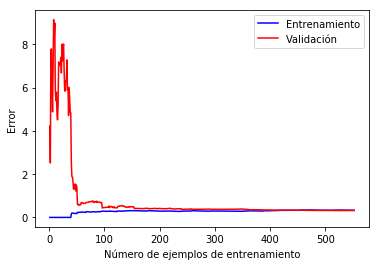 Entrenamiento
Validación
Error
8
6
4
2
0
0 100 200 300 400 500
Número de ejemplos de entrenamiento